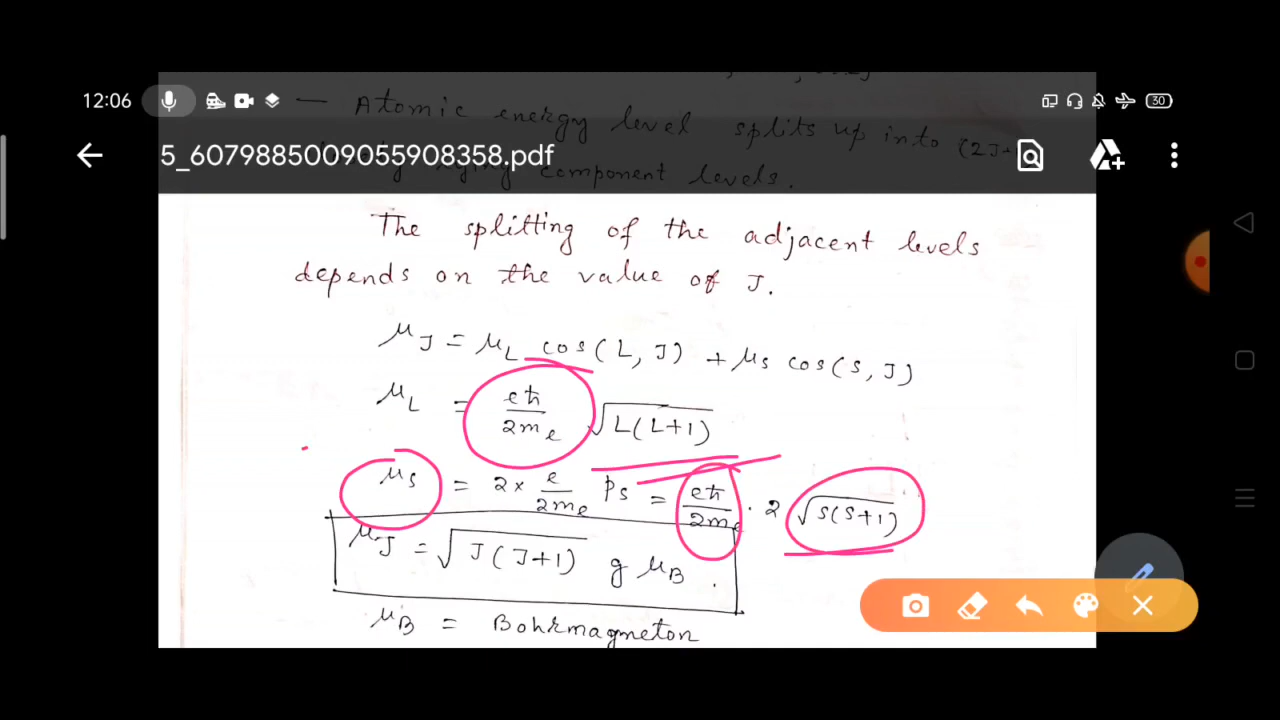 12:06
30
— Atomic energy level splits up into (2J+
5_6079885009055908358.pdf
component levels.
The splitting of the adjacent levels
depends on the value of J.
μJ = μL cos(L, J) + μs cos(S, J)
μL = eħ/2me √L(L+1)
μs = 2× e/2me Ps = eħ/2me · 2 √S(S+1)
μJ = √J(J+1) g μB .
μB = Bohrmagneton